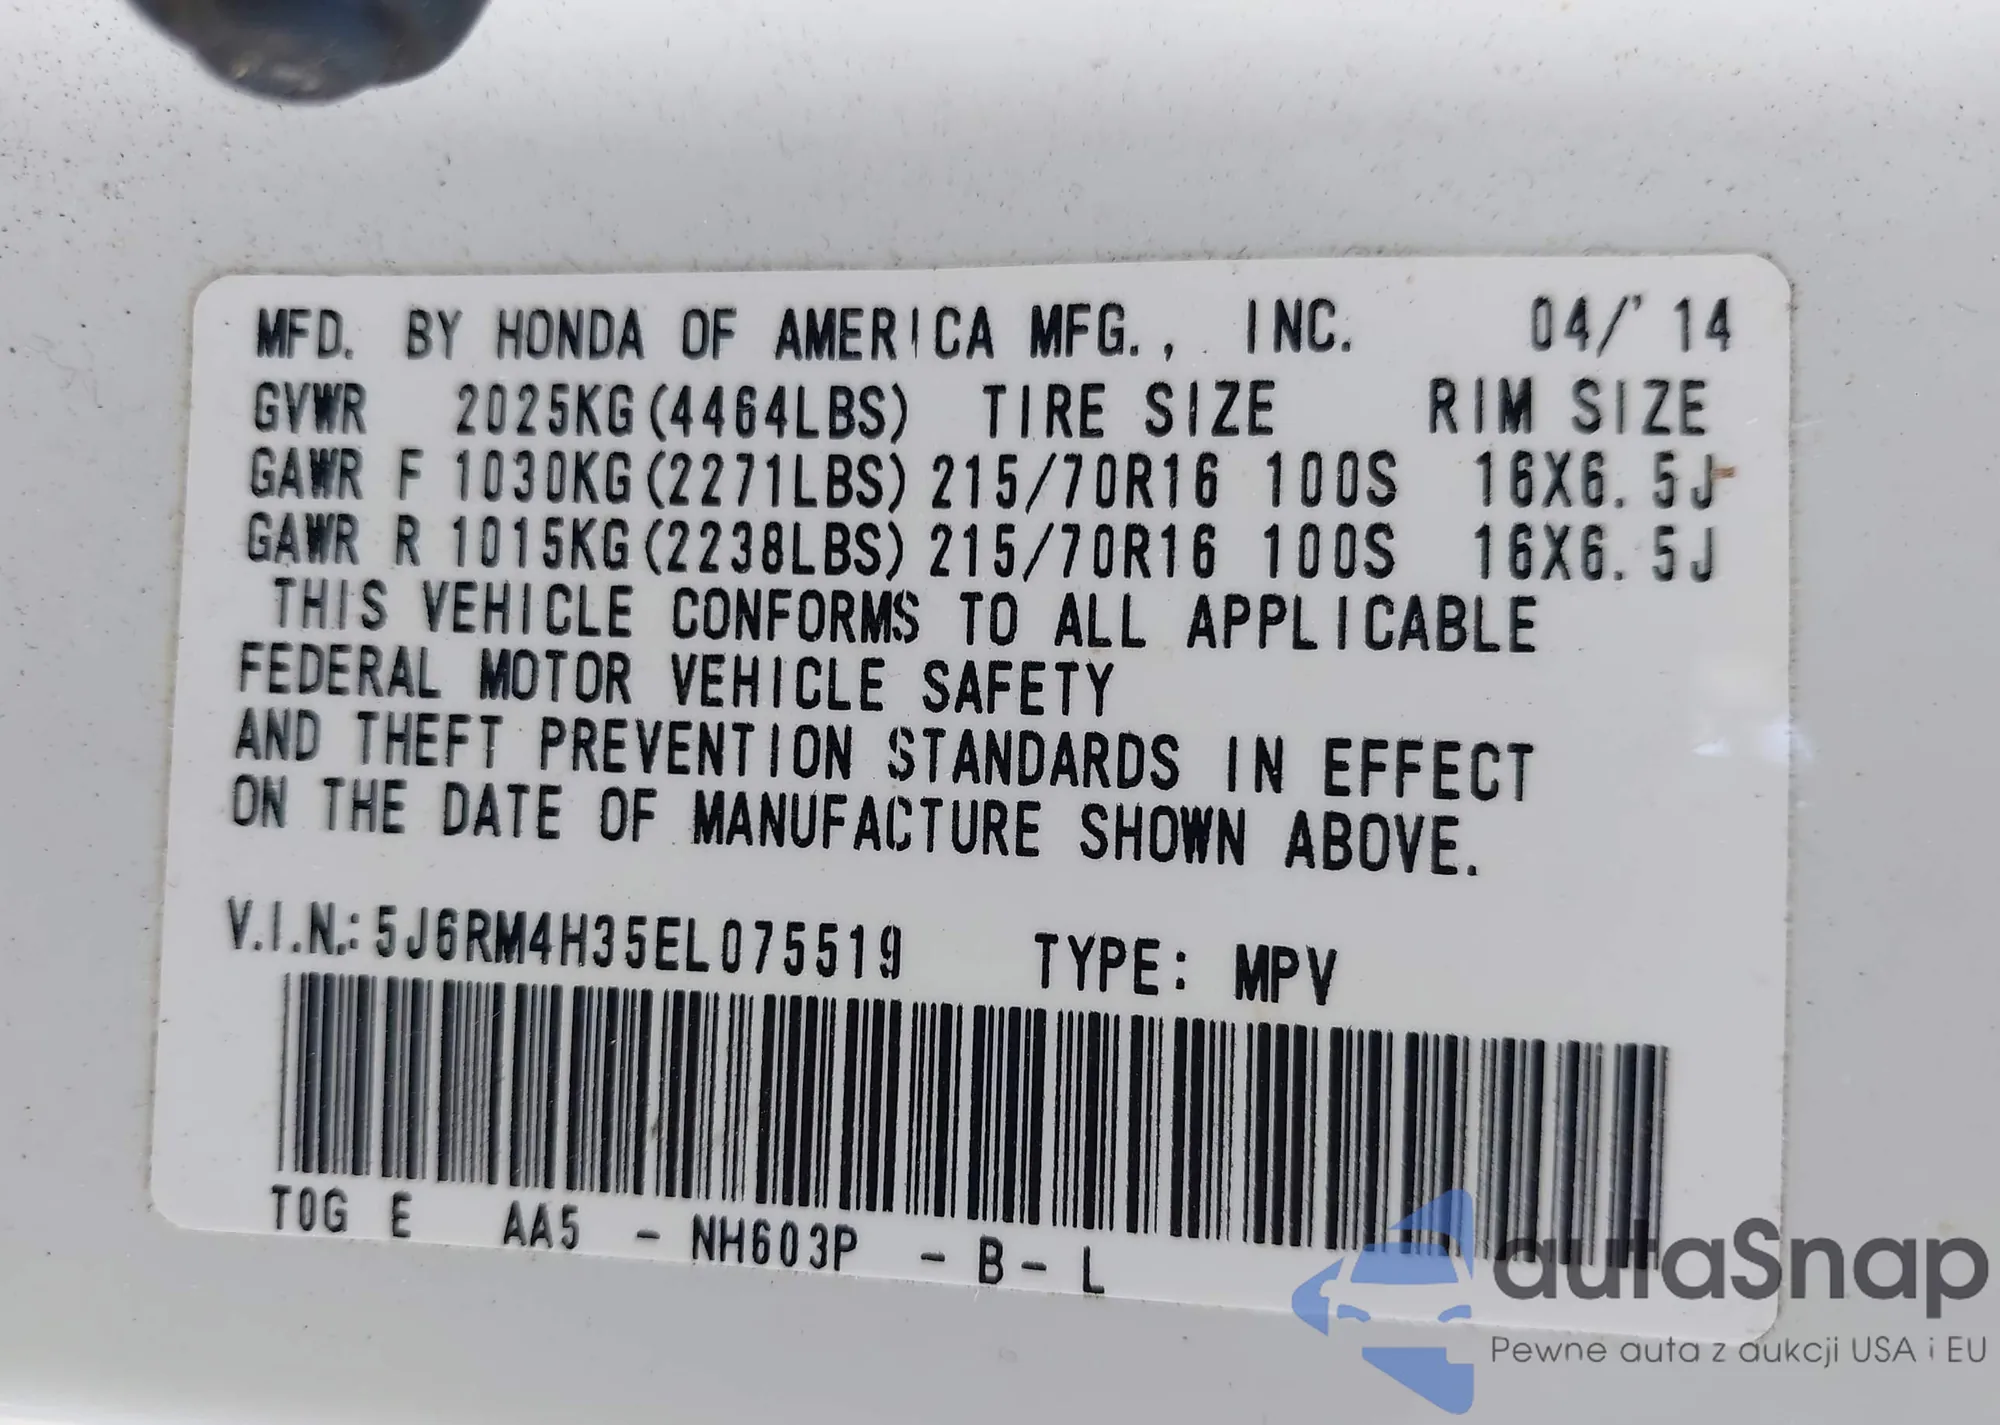 MFD. BY HONDA OF AMERICA MFG., INC. 04/'14
GVWR 2025KG(4464LBS) TIRE SIZE RIM SIZE
GAWR F 1030KG(2271LBS) 215/70R16 100S 16X6.5J
GAWR R 1015KG(2238LBS) 215/70R16 100S 16X6.5J
THIS VEHICLE CONFORMS TO ALL APPLICABLE
FEDERAL MOTOR VEHICLE SAFETY
AND THEFT PREVENTION STANDARDS IN EFFECT
ON THE DATE OF MANUFACTURE SHOWN ABOVE.
V.I.N.: 5J6RM4H35EL075519 TYPE: MPV
T0G E AA5 - NH603P - B - L
autaSnap
Pewne auta z aukcji USA i EU